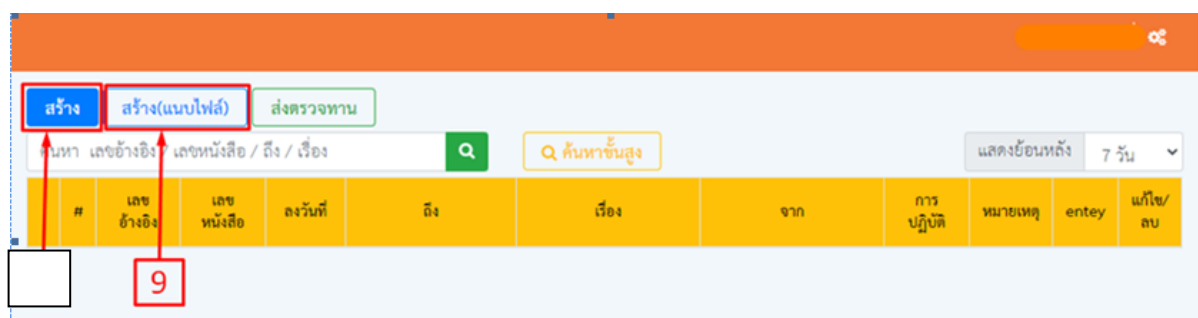 สร้าง สร้าง(แนบไฟล์) ส่งตรวจทาน
ค้นหา เลขอ้างอิง / เลขหนังสือ / ถึง / เรื่อง ค้นหาขั้นสูง แสดงย้อนหลัง 7 วัน
# เลขอ้างอิง เลขหนังสือ ลงวันที่ ถึง เรื่อง จาก การปฏิบัติ หมายเหตุ entey แก้ไข/ลบ
9